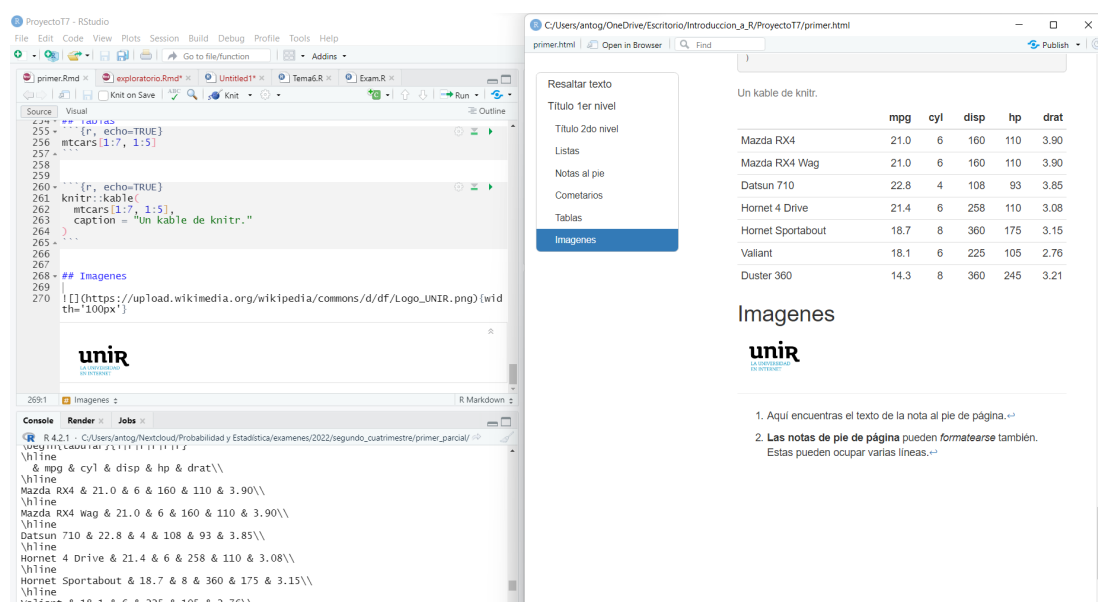 ProyectoT7 - RStudio
File Edit Code View Plots Session Build Debug Profile Tools Help
Go to file/function
Addins
primer.Rmd
exploratorio.Rmd*
Untitled1*
Tema6.R
Exam.R
Knit on Save
ABC
Knit
Run
Source Visual
Outline
254 ## Tablas
255 ```{r, echo=TRUE}
256 mtcars[1:7, 1:5]
257 ```
258
259
260 ```{r, echo=TRUE}
261 knitr::kable(
262 mtcars[1:7, 1:5],
263 caption = "Un kable de knitr."
264 )
265 ```
266
267
268 ## Imagenes
269
270 ![](https://upload.wikimedia.org/wikipedia/commons/d/df/Logo_UNIR.png){wid
th='100px'}
unir
LA UNIVERSIDAD
EN INTERNET
269:1 # Imagenes R Markdown
Console Render Jobs
R 4.2.1 · C:/Users/antog/Nextcloud/Probabilidad y Estadística/examenes/2022/segundo_cuatrimestre/primer_parcial/
\begin{tabular}{l|r|r|r|r|r}
\hline
& mpg & cyl & disp & hp & drat\\
\hline
Mazda RX4 & 21.0 & 6 & 160 & 110 & 3.90\\
\hline
Mazda RX4 Wag & 21.0 & 6 & 160 & 110 & 3.90\\
\hline
Datsun 710 & 22.8 & 4 & 108 & 93 & 3.85\\
\hline
Hornet 4 Drive & 21.4 & 6 & 258 & 110 & 3.08\\
\hline
Hornet Sportabout & 18.7 & 8 & 360 & 175 & 3.15\\
\hline
Valiant & 18.1 & 6 & 225 & 105 & 2.76\\
C:/Users/antog/OneDrive/Escritorio/Introduccion_a_R/ProyectoT7/primer.html
primer.html Open in Browser Find Publish
Resaltar texto
Título 1er nivel
Título 2do nivel
Listas
Notas al pie
Cometarios
Tablas
Imagenes
)
Un kable de knitr.
mpg cyl disp hp drat
Mazda RX4 21.0 6 160 110 3.90
Mazda RX4 Wag 21.0 6 160 110 3.90
Datsun 710 22.8 4 108 93 3.85
Hornet 4 Drive 21.4 6 258 110 3.08
Hornet Sportabout 18.7 8 360 175 3.15
Valiant 18.1 6 225 105 2.76
Duster 360 14.3 8 360 245 3.21
Imagenes
unir
LA UNIVERSIDAD
EN INTERNET
1. Aquí encuentras el texto de la nota al pie de página.↩
2. Las notas de pie de página pueden formatearse también.
Estas pueden ocupar varias líneas.↩